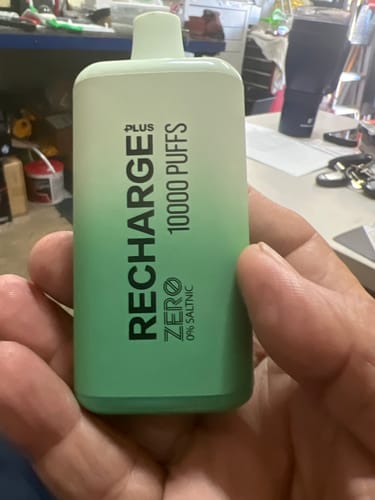 RECHARGE
PLUS
10000 PUFFS
ZERO
0% SALTNIC